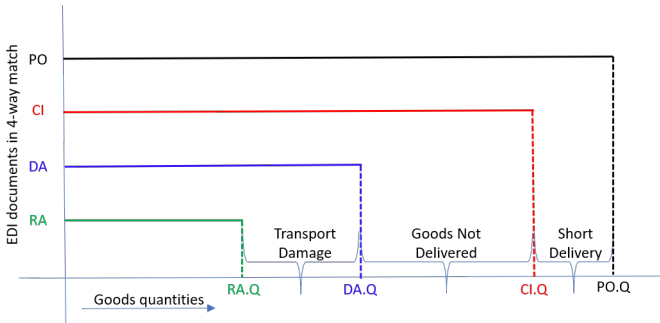 EDI documents in 4-way match
PO
CI
DA
RA
Transport
Damage
Goods Not
Delivered
Short
Delivery
RA.Q
DA.Q
CI.Q
PO.Q
Goods quantities